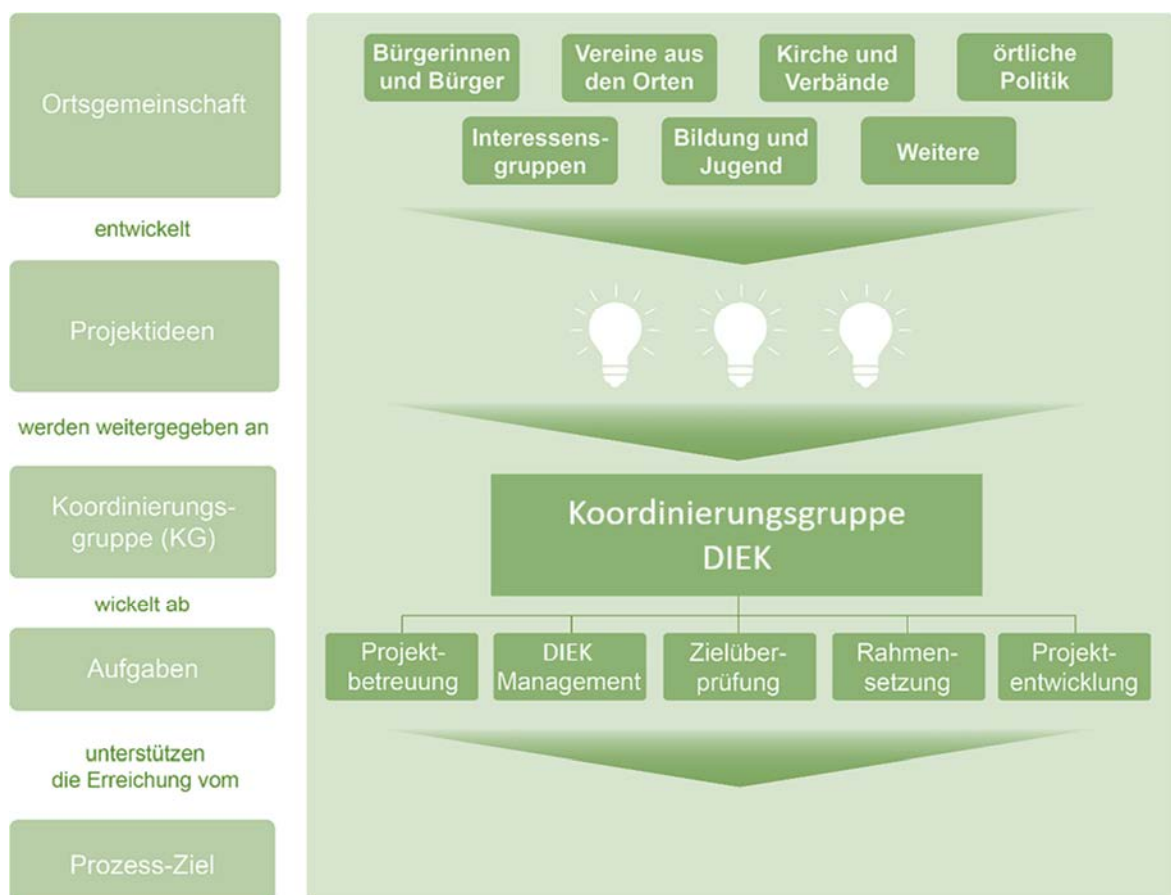 Ortsgemeinschaft
entwickelt
Projektideen
werden weitergegeben an
Koordinierungs-
gruppe (KG)
wickelt ab
Aufgaben
unterstützen
die Erreichung vom
Prozess-Ziel
Bürgerinnen
und Bürger
Vereine aus
den Orten
Kirche und
Verbände
örtliche
Politik
Interessens-
gruppen
Bildung und
Jugend
Weitere
Koordinierungsgruppe
DIEK
Projekt-
betreuung
DIEK
Management
Zielüber-
prüfung
Rahmen-
setzung
Projekt-
entwicklung